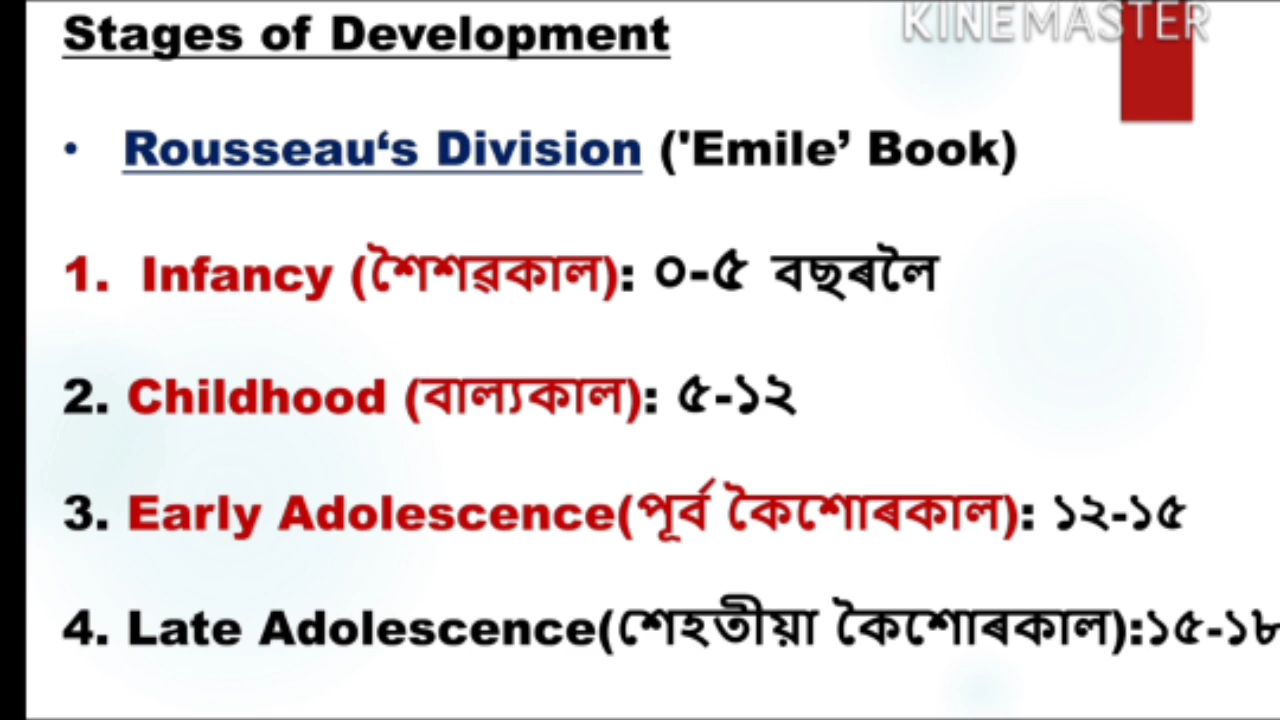 KINEMASTER
Stages of Development
• Rousseau‘s Division ('Emile’ Book)
1. Infancy (শৈশৱকাল): ০-৫ বছৰলৈ
2. Childhood (বাল্যকাল): ৫-১২
3. Early Adolescence(পূৰ্ব কৈশোৰকাল): ১২-১৫
4. Late Adolescence(শেহতীয়া কৈশোৰকাল):১৫-১৮